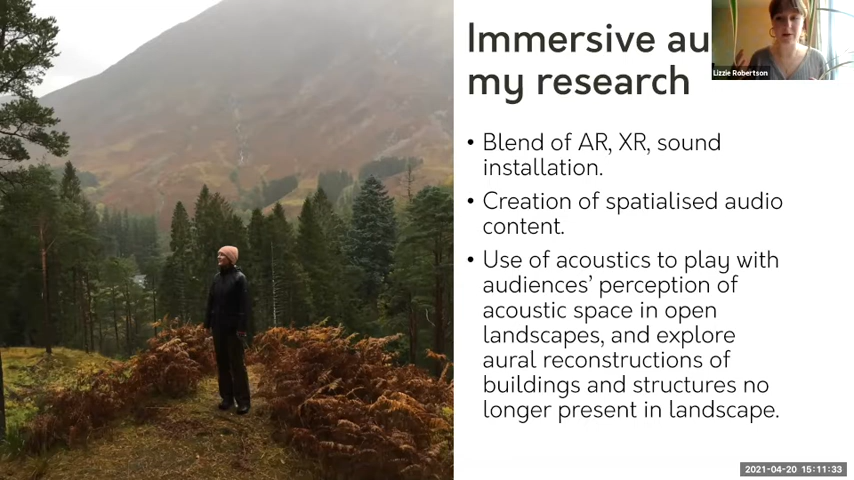 Immersive au
my research
Lizzie Robertson
• Blend of AR, XR, sound
installation.
• Creation of spatialised audio
content.
• Use of acoustics to play with
audiences’ perception of
acoustic space in open
landscapes, and explore
aural reconstructions of
buildings and structures no
longer present in landscape.
2021-04-20 15:11:33